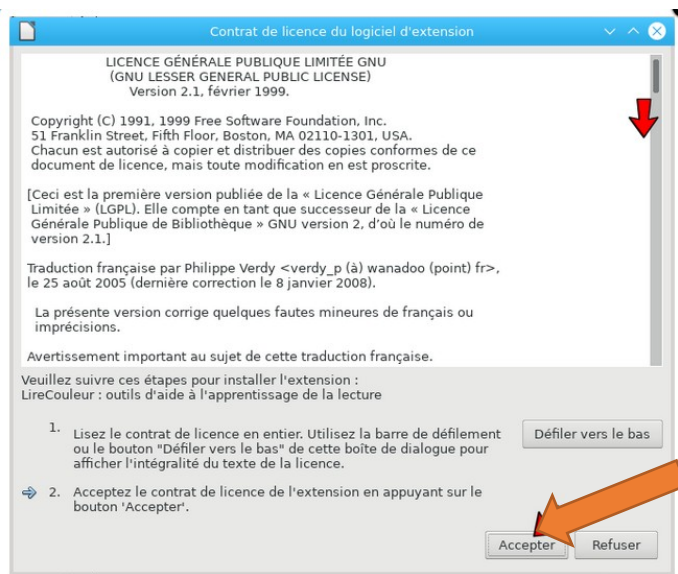 Contrat de licence du logiciel d'extension
LICENCE GÉNÉRALE PUBLIQUE LIMITÉE GNU
(GNU LESSER GENERAL PUBLIC LICENSE)
Version 2.1, février 1999.
Copyright (C) 1991, 1999 Free Software Foundation, Inc.
51 Franklin Street, Fifth Floor, Boston, MA 02110-1301, USA.
Chacun est autorisé à copier et distribuer des copies conformes de ce
document de licence, mais toute modification en est proscrite.
[Ceci est la première version publiée de la « Licence Générale Publique
Limitée » (LGPL). Elle compte en tant que successeur de la « Licence
Générale Publique de Bibliothèque » GNU version 2, d'où le numéro de
version 2.1.]
Traduction française par Philippe Verdy <verdy_p (à) wanadoo (point) fr>,
le 25 août 2005 (dernière correction le 8 janvier 2008).
La présente version corrige quelques fautes mineures de français ou
imprécisions.
Avertissement important au sujet de cette traduction française.
Veuillez suivre ces étapes pour installer l'extension :
LireCouleur : outils d'aide à l'apprentissage de la lecture
1. Lisez le contrat de licence en entier. Utilisez la barre de défilement
ou le bouton "Défiler vers le bas" de cette boîte de dialogue pour
afficher l'intégralité du texte de la licence.
Défiler vers le bas
2. Acceptez le contrat de licence de l'extension en appuyant sur le
bouton 'Accepter'.
Accepter
Refuser